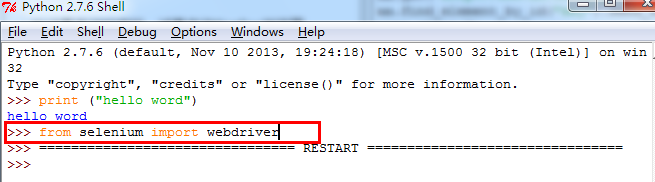 Python 2.7.6 Shell
File Edit Shell Debug Options Windows Help
Python 2.7.6 (default, Nov 10 2013, 19:24:18) [MSC v.1500 32 bit (Intel)] on win
32
Type "copyright", "credits" or "license()" for more information.
>>> print ("hello word")
hello word
>>> from selenium import webdriver
>>> ================================ RESTART ================================
>>>